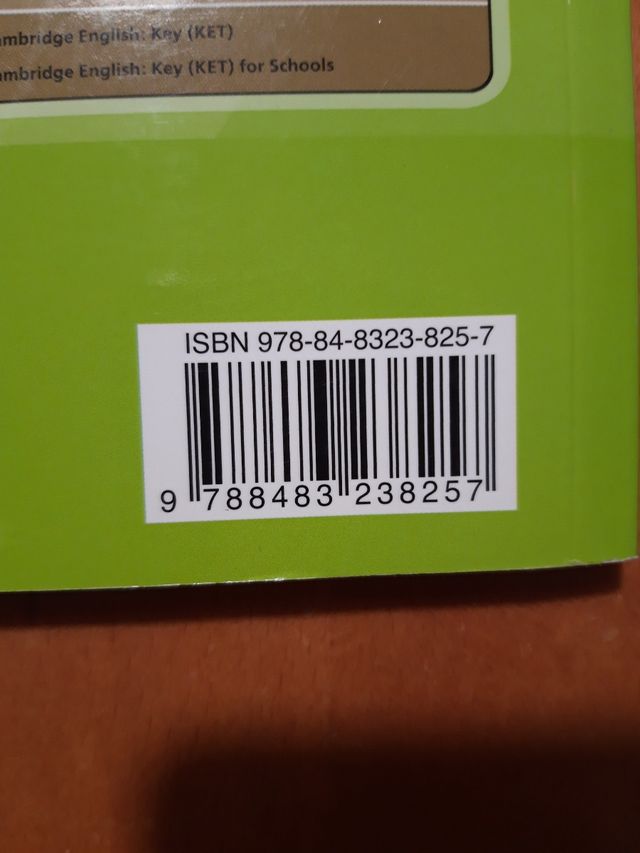 ambridge English: Key (KET)
ambridge English: Key (KET) for Schools
ISBN 978-84-8323-825-7
9 788483 238257